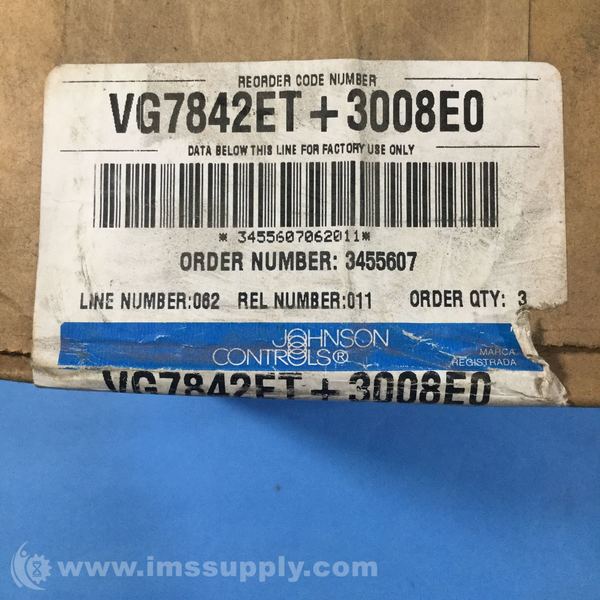 REORDER CODE NUMBER
VG7842ET+3008E0
DATA BELOW THIS LINE FOR FACTORY USE ONLY
* 3455607062011*
ORDER NUMBER: 3455607
LINE NUMBER:062 REL NUMBER:011 ORDER QTY: 3
JOHNSON
CONTROLS®
MARCA
REGISTRADA
VG7842ET+3008E0
www.imssupply.com